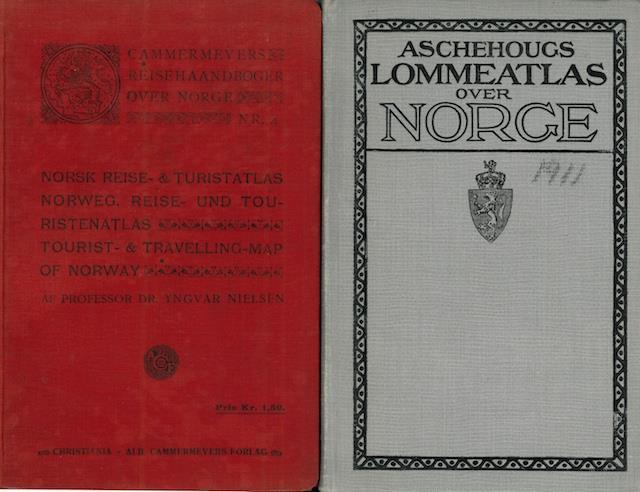 CAMMERMEYERS
REISEHAANDBØGER
OVER NORGE
NR. 4.
NORSK REISE- & TURISTATLAS
NORWEG. REISE- UND TOU-
RISTENATLAS
TOURIST- & TRAVELLING-MAP
OF NORWAY
AF PROFESSOR DR. YNGVAR NIELSEN
Pris Kr. 1,50.
CHRISTIANIA - ALB. CAMMERMEYERS FORLAG
ASCHEHOUGS
LOMMEATLAS
OVER
NORGE
1911